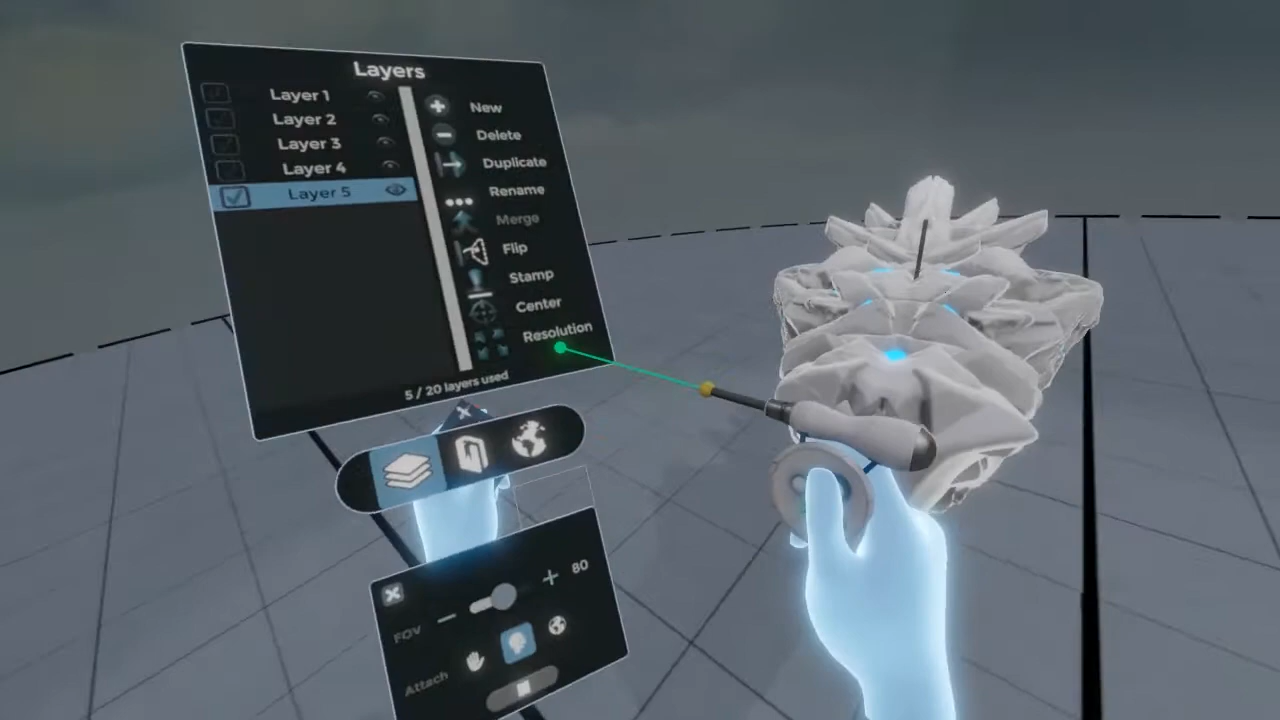 Layers
Layer 1
Layer 2
Layer 3
Layer 4
Layer 5
New
Delete
Duplicate
Rename
Merge
Flip
Stamp
Center
Resolution
5 / 20 layers used
FOV
80
Attach